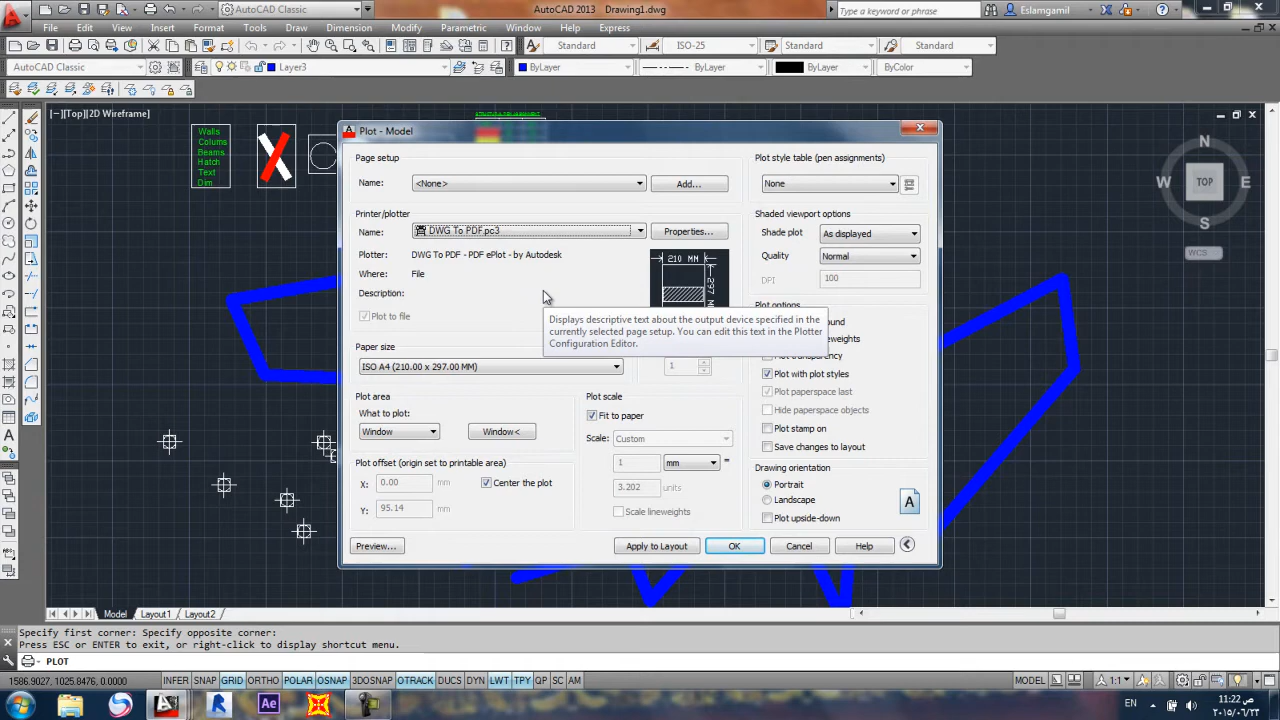 AutoCAD Classic
AutoCAD 2013 Drawing1.dwg
Type a keyword or phrase
Eslamgamil
File Edit View Insert Format Tools Draw Dimension Modify Parametric Window Help Express
Standard ISO-25 Standard Standard
AutoCAD Classic Layer3 ByLayer ByLayer ByLayer ByColor
[−][Top][2D Wireframe]
Walls
Colums
Beams
Hatch
Text
Dim
N
W TOP E
S
WCS
Plot - Model
Page setup
Name: <None> Add...
Plot style table (pen assignments)
None
Printer/plotter
Name: DWG To PDF.pc3 Properties...
Plotter: DWG To PDF - PDF ePlot - by Autodesk
Where: File
Description:
Plot to file
210 MM
297 M
Shaded viewport options
Shade plot As displayed
Quality Normal
DPI 100
Displays descriptive text about the output device specified in the
currently selected page setup. You can edit this text in the Plotter
Configuration Editor.
Paper size
ISO A4 (210.00 x 297.00 MM)
1
Plot options
Plot with plot styles
Plot paperspace last
Hide paperspace objects
Plot stamp on
Save changes to layout
Plot area
What to plot:
Window Window<
Plot scale
Fit to paper
Scale: Custom
1 mm =
3.202 units
Scale lineweights
Plot offset (origin set to printable area)
X: 0.00 mm Center the plot
Y: 95.14 mm
Drawing orientation
Portrait
Landscape
Plot upside-down
A
Preview... Apply to Layout OK Cancel Help
Model Layout1 Layout2
Specify first corner: Specify opposite corner:
Press ESC or ENTER to exit, or right-click to display shortcut menu.
PLOT
1586.9027, 1025.8476, 0.0000 INFER SNAP GRID ORTHO POLAR OSNAP 3DOSNAP OTRACK DUCS DYN LWT TPY QP SC AM MODEL 1:1
Ae
EN
11:22 ص
٢٠١٥/٠٦/٢٣